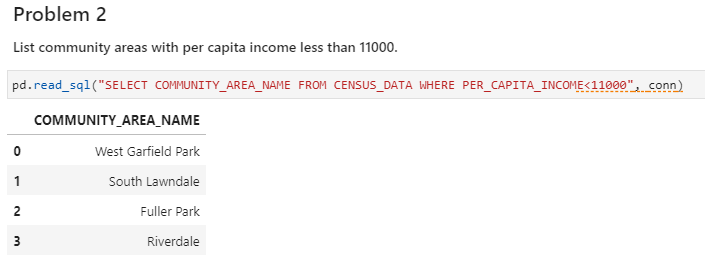 Problem 2
List community areas with per capita income less than 11000.
pd.read_sql("SELECT COMMUNITY_AREA_NAME FROM CENSUS_DATA WHERE PER_CAPITA_INCOME<11000", conn)
COMMUNITY_AREA_NAME
0 West Garfield Park
1 South Lawndale
2 Fuller Park
3 Riverdale